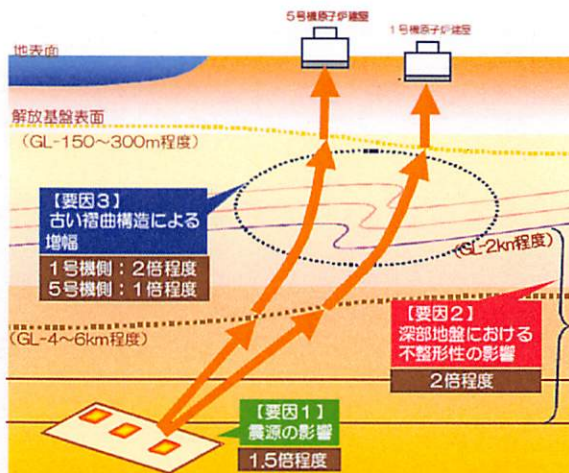 5号機原子炉建屋
1号機原子炉建屋
地表面
解放基盤表面
(GL-150～300m程度)
【要因3】
古い褶曲構造による
増幅
1号機側：2倍程度
5号機側：1倍程度
(GL-2km程度)
【要因2】
深部地盤における
不整形性の影響
2倍程度
(GL-4～6km程度)
【要因1】
震源の影響
1.5倍程度